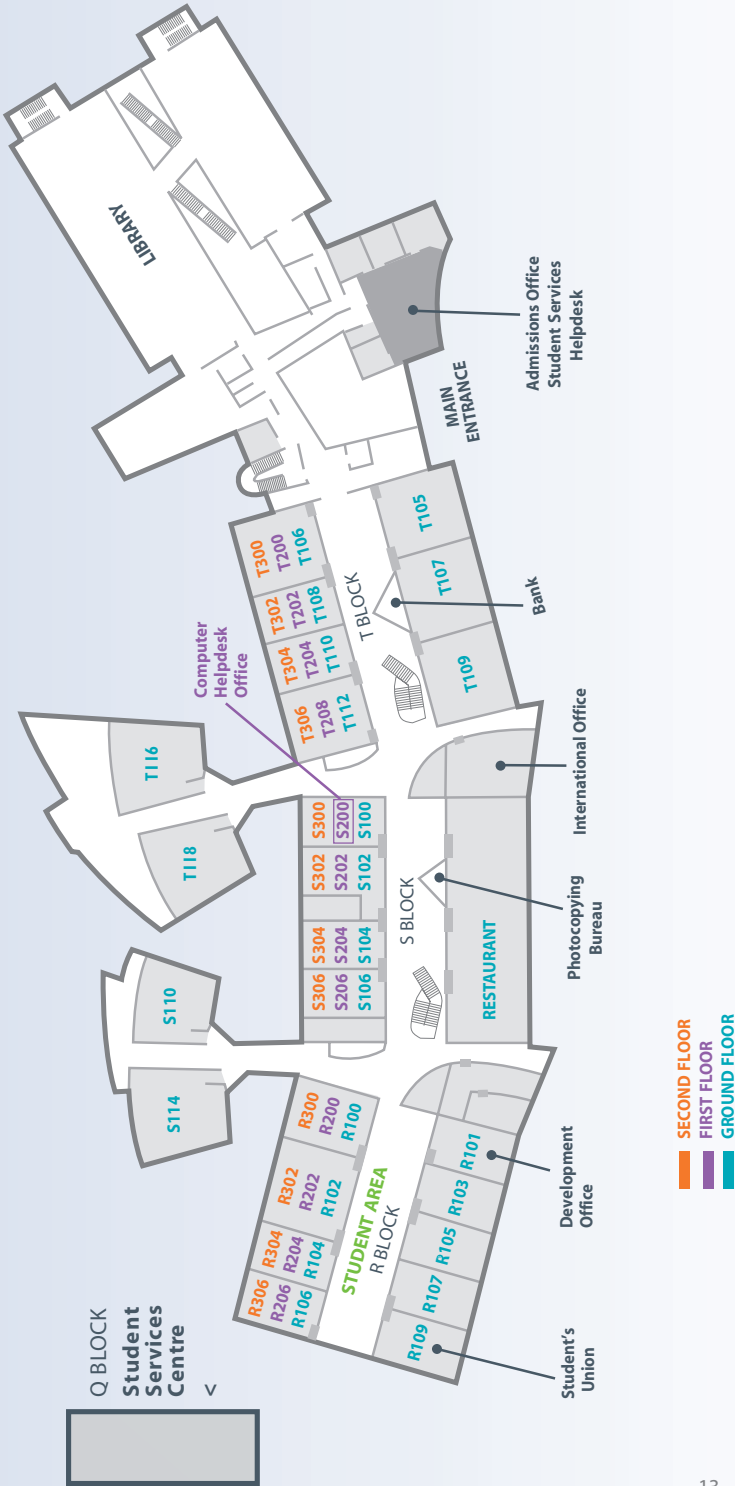 Q BLOCK
Student
Services
Centre
<
R306
R206
R106
R304
R204
R104
R302
R202
R102
R300
R200
R100
STUDENT AREA
R BLOCK
R109
R107
R105
R103
R101
Student's
Union
Development
Office
S114
S110
S306
S206
S106
S304
S204
S104
S302
S202
S102
S300
S200
S100
S BLOCK
RESTAURANT
Photocopying
Bureau
International Office
Computer
Helpdesk
Office
T118
T116
T306
T208
T112
T304
T204
T110
T302
T202
T108
T300
T200
T106
T BLOCK
T109
T107
T105
Bank
MAIN
ENTRANCE
Admissions Office
Student Services
Helpdesk
LIBRARY
SECOND FLOOR
FIRST FLOOR
GROUND FLOOR